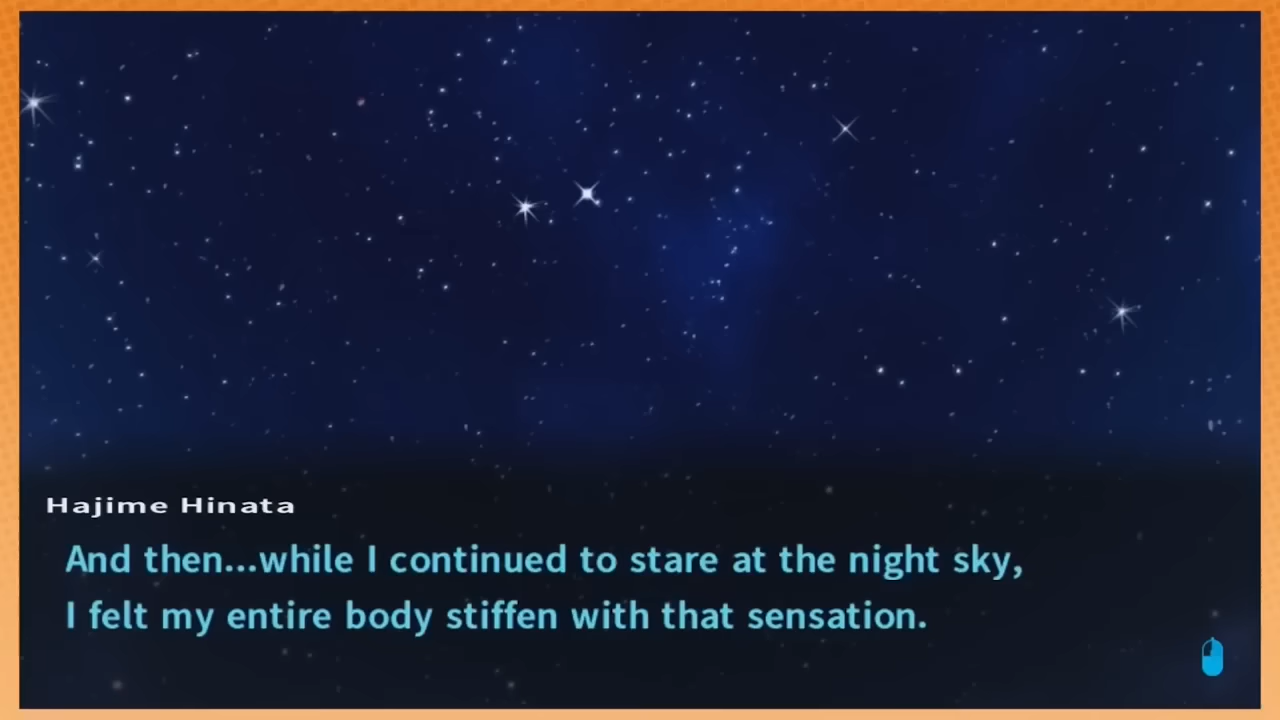 Hajime Hinata
And then...while I continued to stare at the night sky,
I felt my entire body stiffen with that sensation.